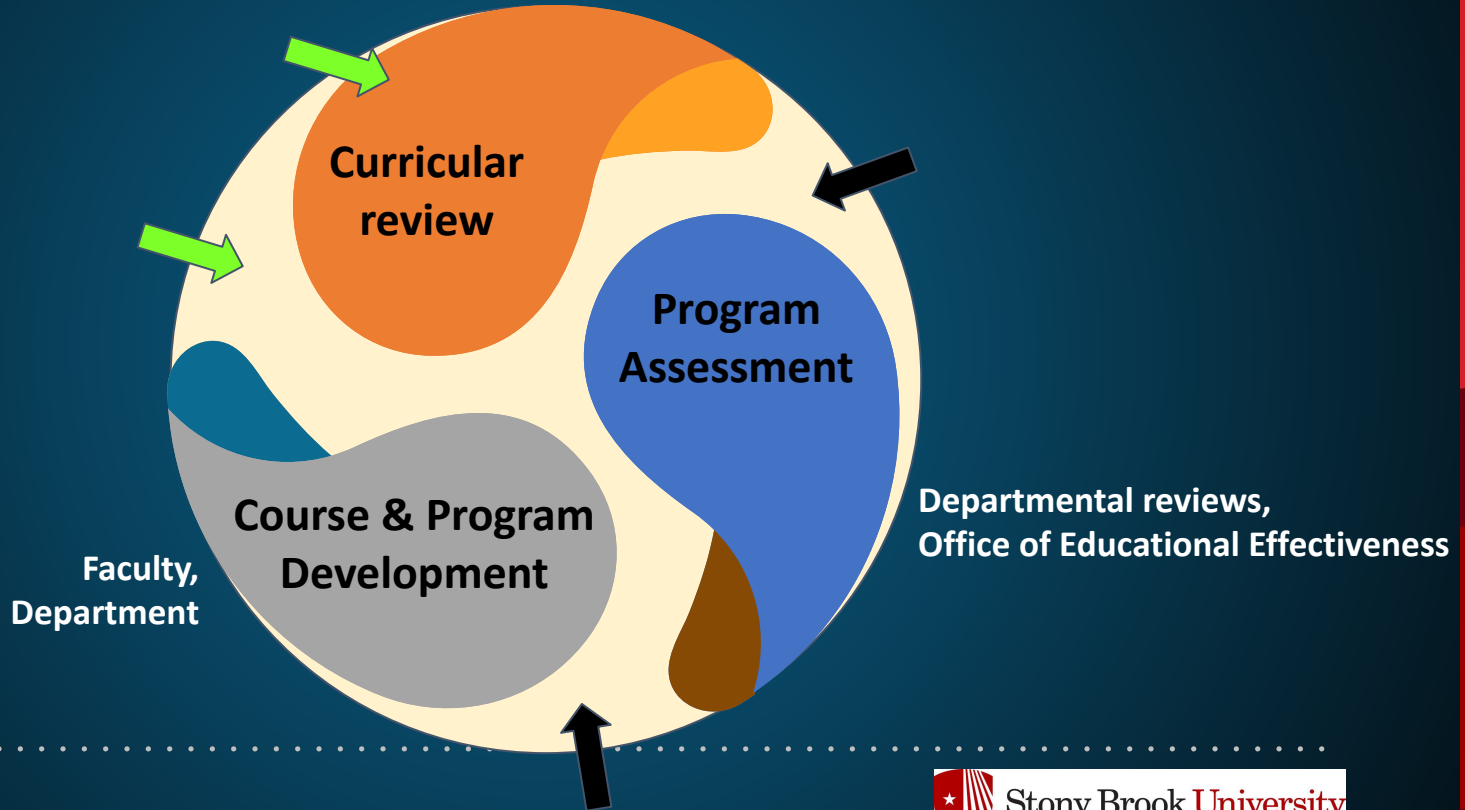 Curricular
review
Program
Assessment
Course & Program
Development
Faculty,
Department
Departmental reviews,
Office of Educational Effectiveness
Stony Brook University